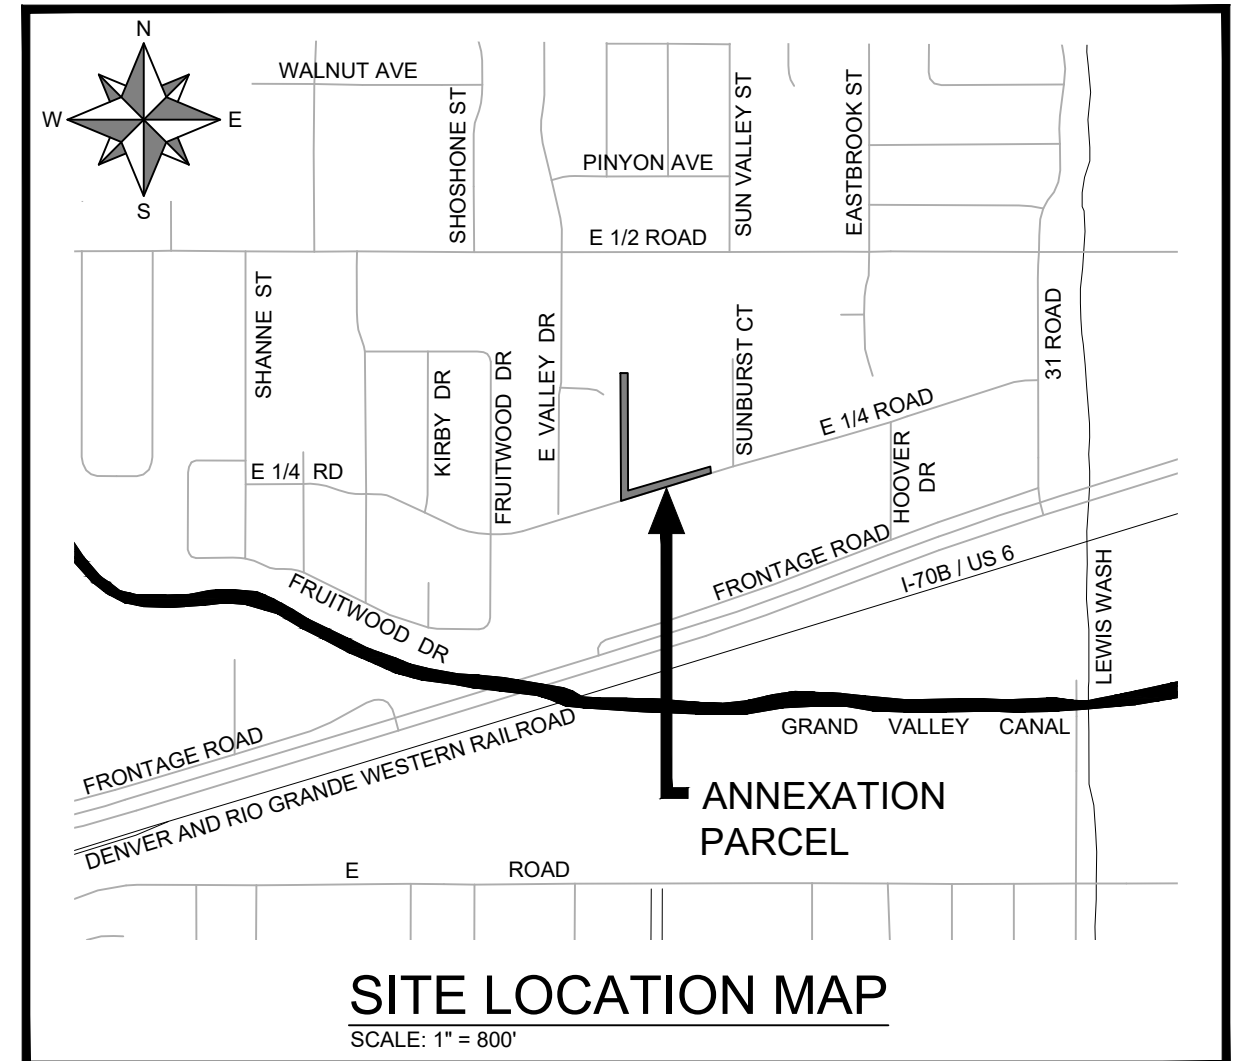 N
WALNUT AVE
W
E
SHOSHONE ST
SUN VALLEY ST
EASTBROOK ST
PINYON AVE
S
E 1/2 ROAD
SHANNE ST
KIRBY DR
FRUITWOOD DR
E VALLEY DR
SUNBURST CT
31 ROAD
E 1/4 ROAD
E 1/4 RD
HOOVER
DR
FRONTAGE ROAD
I-70B / US 6
LEWIS WASH
FRUITWOOD DR
GRAND VALLEY CANAL
FRONTAGE ROAD
DENVER AND RIO GRANDE WESTERN RAILROAD
ANNEXATION
PARCEL
E ROAD
SITE LOCATION MAP
SCALE: 1" = 800'